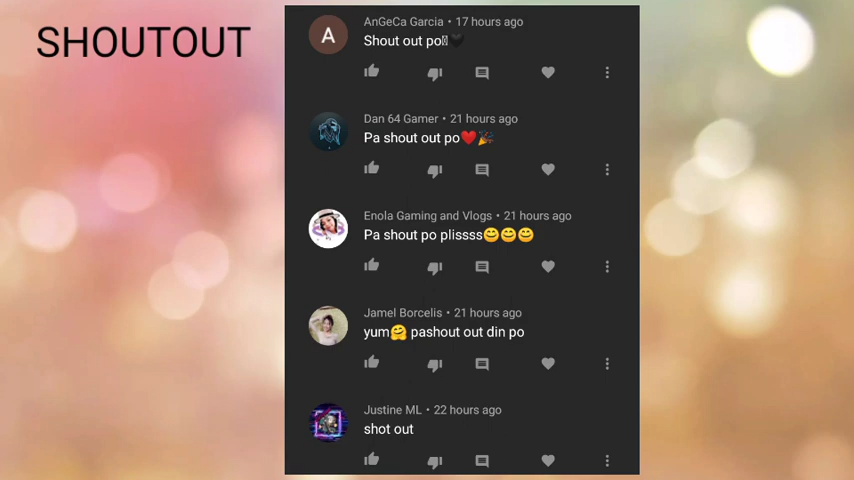 SHOUTOUT
AnGeCa Garcia • 17 hours ago
Shout out po🖤
A
Dan 64 Gamer • 21 hours ago
Pa shout out po❤️🎉
Enola Gaming and Vlogs • 21 hours ago
Pa shout po plissss😊😊😊
Jamel Borcelis • 21 hours ago
yum🤗 pashout out din po
Justine ML • 22 hours ago
shot out